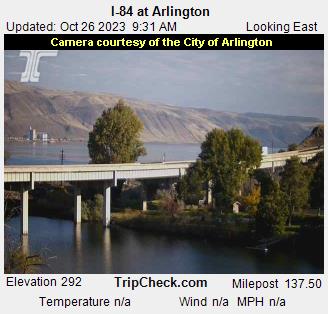 I-84 at Arlington
Updated: Oct 26 2023 9:31 AM Looking East
Camera courtesy of the City of Arlington
Elevation 292 TripCheck.com Milepost 137.50
Temperature n/a Wind n/a MPH n/a